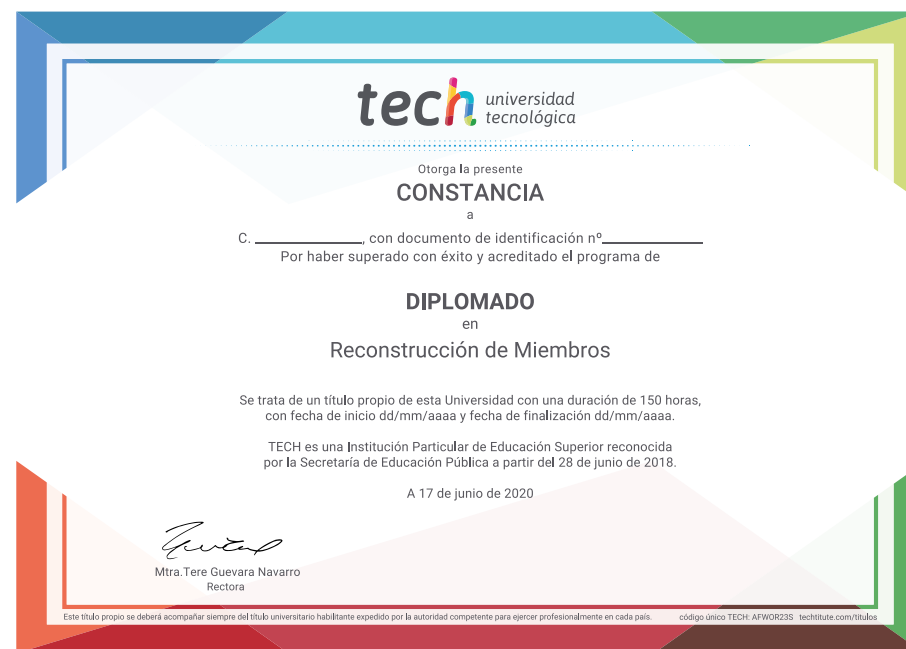 tech universidad
tecnológica
Otorga la presente
CONSTANCIA
a
C. ____________, con documento de identificación nº____________
Por haber superado con éxito y acreditado el programa de
DIPLOMADO
en
Reconstrucción de Miembros
Se trata de un título propio de esta Universidad con una duración de 150 horas,
con fecha de inicio dd/mm/aaaa y fecha de finalización dd/mm/aaaa.
TECH es una Institución Particular de Educación Superior reconocida
por la Secretaría de Educación Pública a partir del 28 de junio de 2018.
A 17 de junio de 2020
Mtra.Tere Guevara Navarro
Rectora
Este título propio se deberá acompañar siempre del título universitario habilitante expedido por la autoridad competente para ejercer profesionalmente en cada país. código único TECH: AFWOR23S techtitute.com/titulos